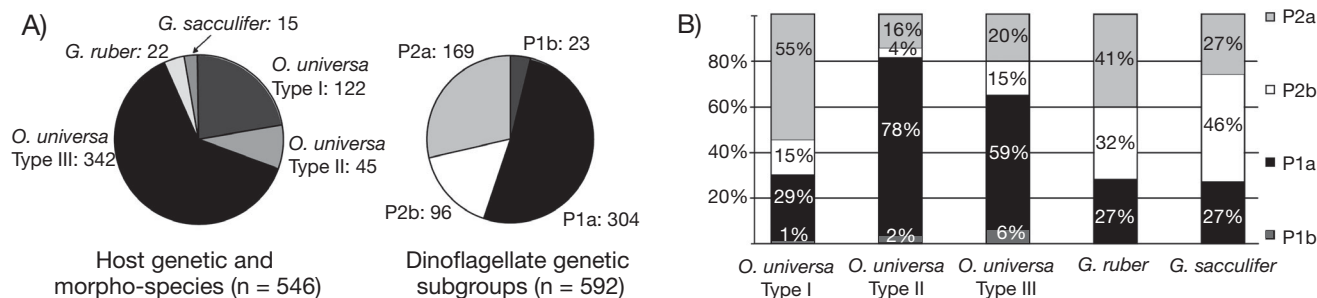 A)
G. sacculifer: 15
G. ruber: 22
O. universa
Type I: 122
O. universa
Type III: 342
O. universa
Type II: 45
Host genetic and
morpho-species (n = 546)
P2a: 169
P1b: 23
P2b: 96
P1a: 304
Dinoflagellate genetic
subgroups (n = 592)
B)
80%
60%
40%
20%
55%
15%
29%
1%
16%
4%
78%
2%
20%
15%
59%
6%
41%
32%
27%
27%
46%
27%
O. universa
Type I
O. universa
Type II
O. universa
Type III
G. ruber
G. sacculifer
P2a
P2b
P1a
P1b